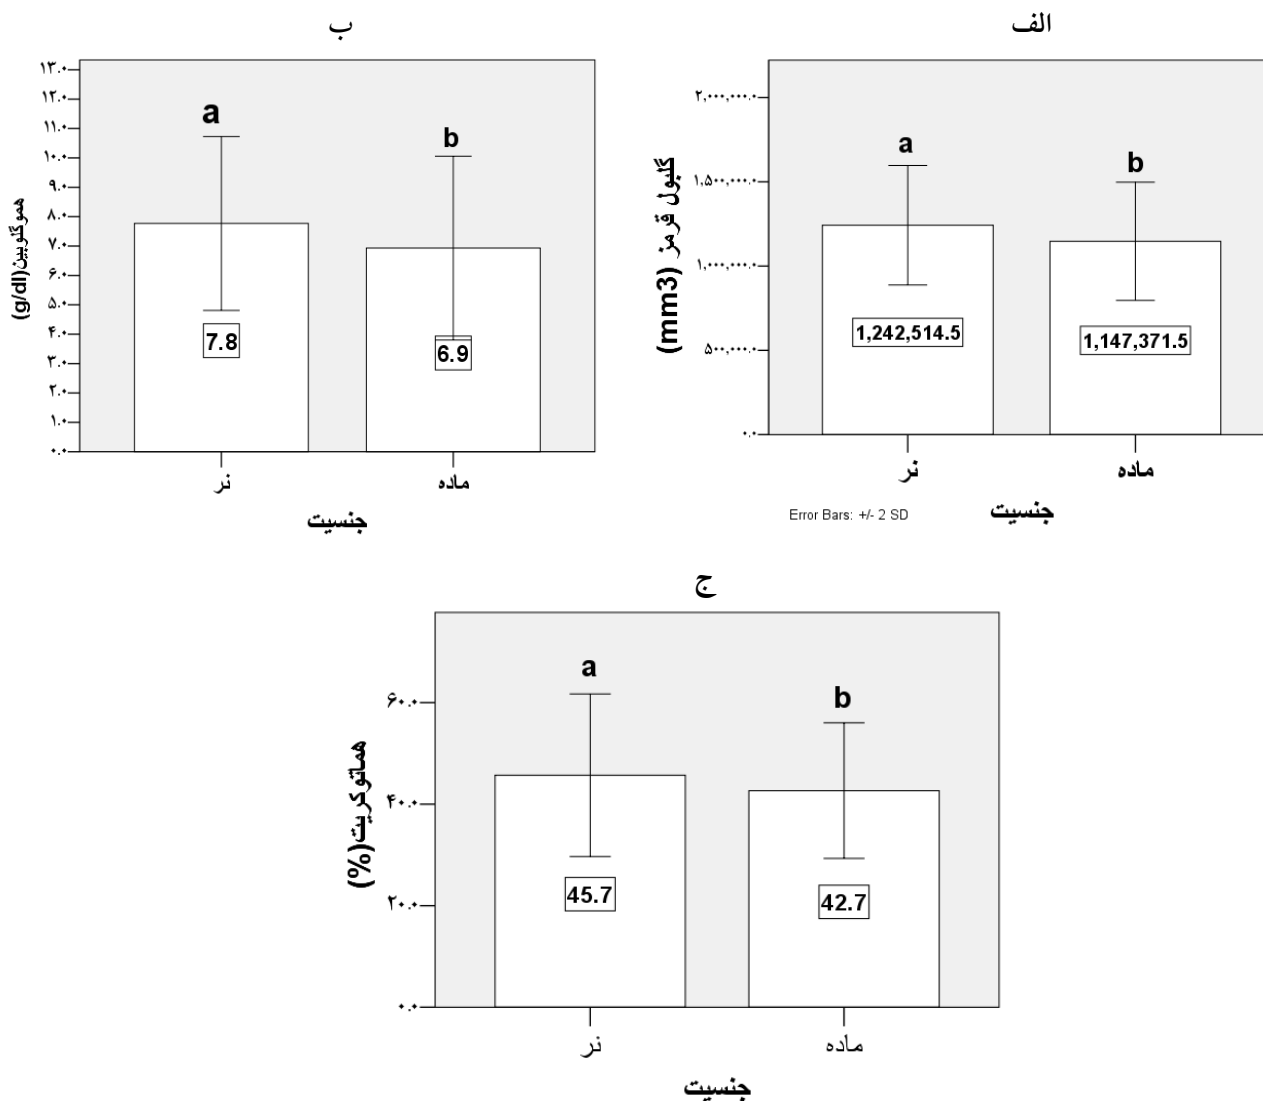 الف
۲,۰۰۰,۰۰۰.۰
۱,۵۰۰,۰۰۰.۰
۱,۰۰۰,۰۰۰.۰
۵۰۰,۰۰۰.۰
۰.۰
گلبول قرمز (mm3)
a
b
1,242,514.5
1,147,371.5
نر
ماده
جنسیت
Error Bars: +/- 2 SD
ب
۱۳.۰
۱۲.۰
۱۱.۰
۱۰.۰
۹.۰
۸.۰
۷.۰
۶.۰
۵.۰
۴.۰
۳.۰
۲.۰
۱.۰
۰.۰
هموگلوبین(g/dl)
a
b
7.8
6.9
نر
ماده
جنسیت
ج
۶۰.۰
۴۰.۰
۲۰.۰
۰.۰
هماتوکریت(%)
a
b
45.7
42.7
نر
ماده
جنسیت